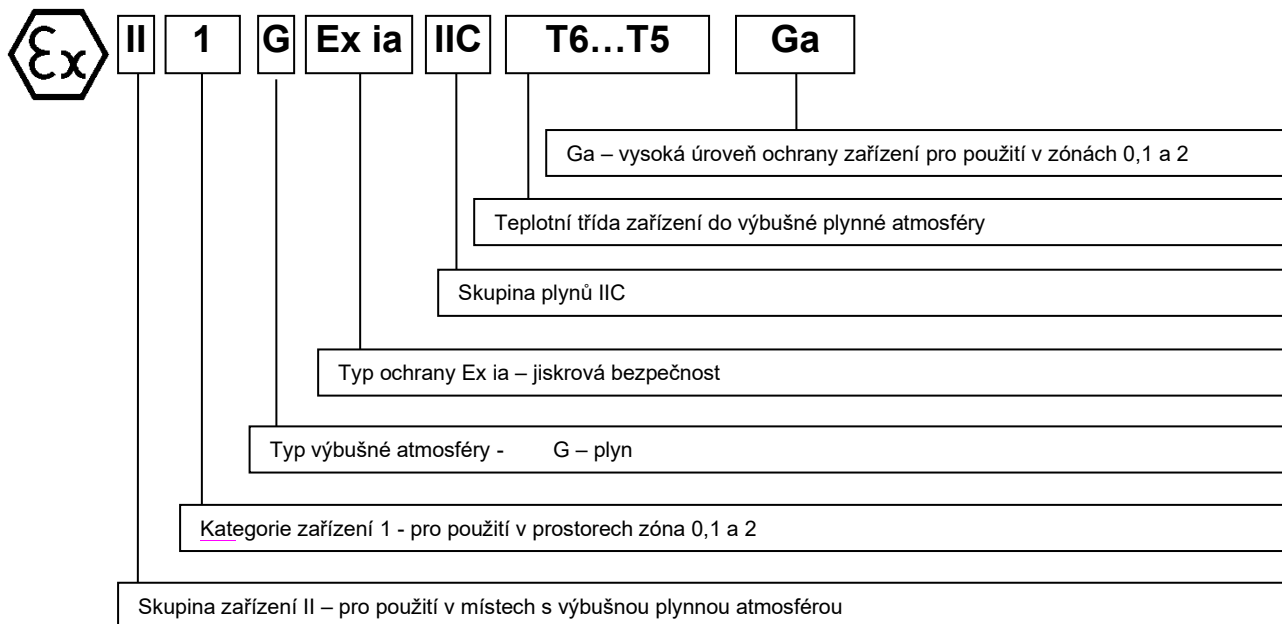 Ex II 1 G Ex ia IIC T6…T5 Ga
Ga – vysoká úroveň ochrany zařízení pro použití v zónách 0,1 a 2
Teplotní třída zařízení do výbušné plynné atmosféry
Skupina plynů IIC
Typ ochrany Ex ia – jiskrová bezpečnost
Typ výbušné atmosféry - G – plyn
Kategorie zařízení 1 - pro použití v prostorech zóna 0,1 a 2
Skupina zařízení II – pro použití v místech s výbušnou plynnou atmosférou